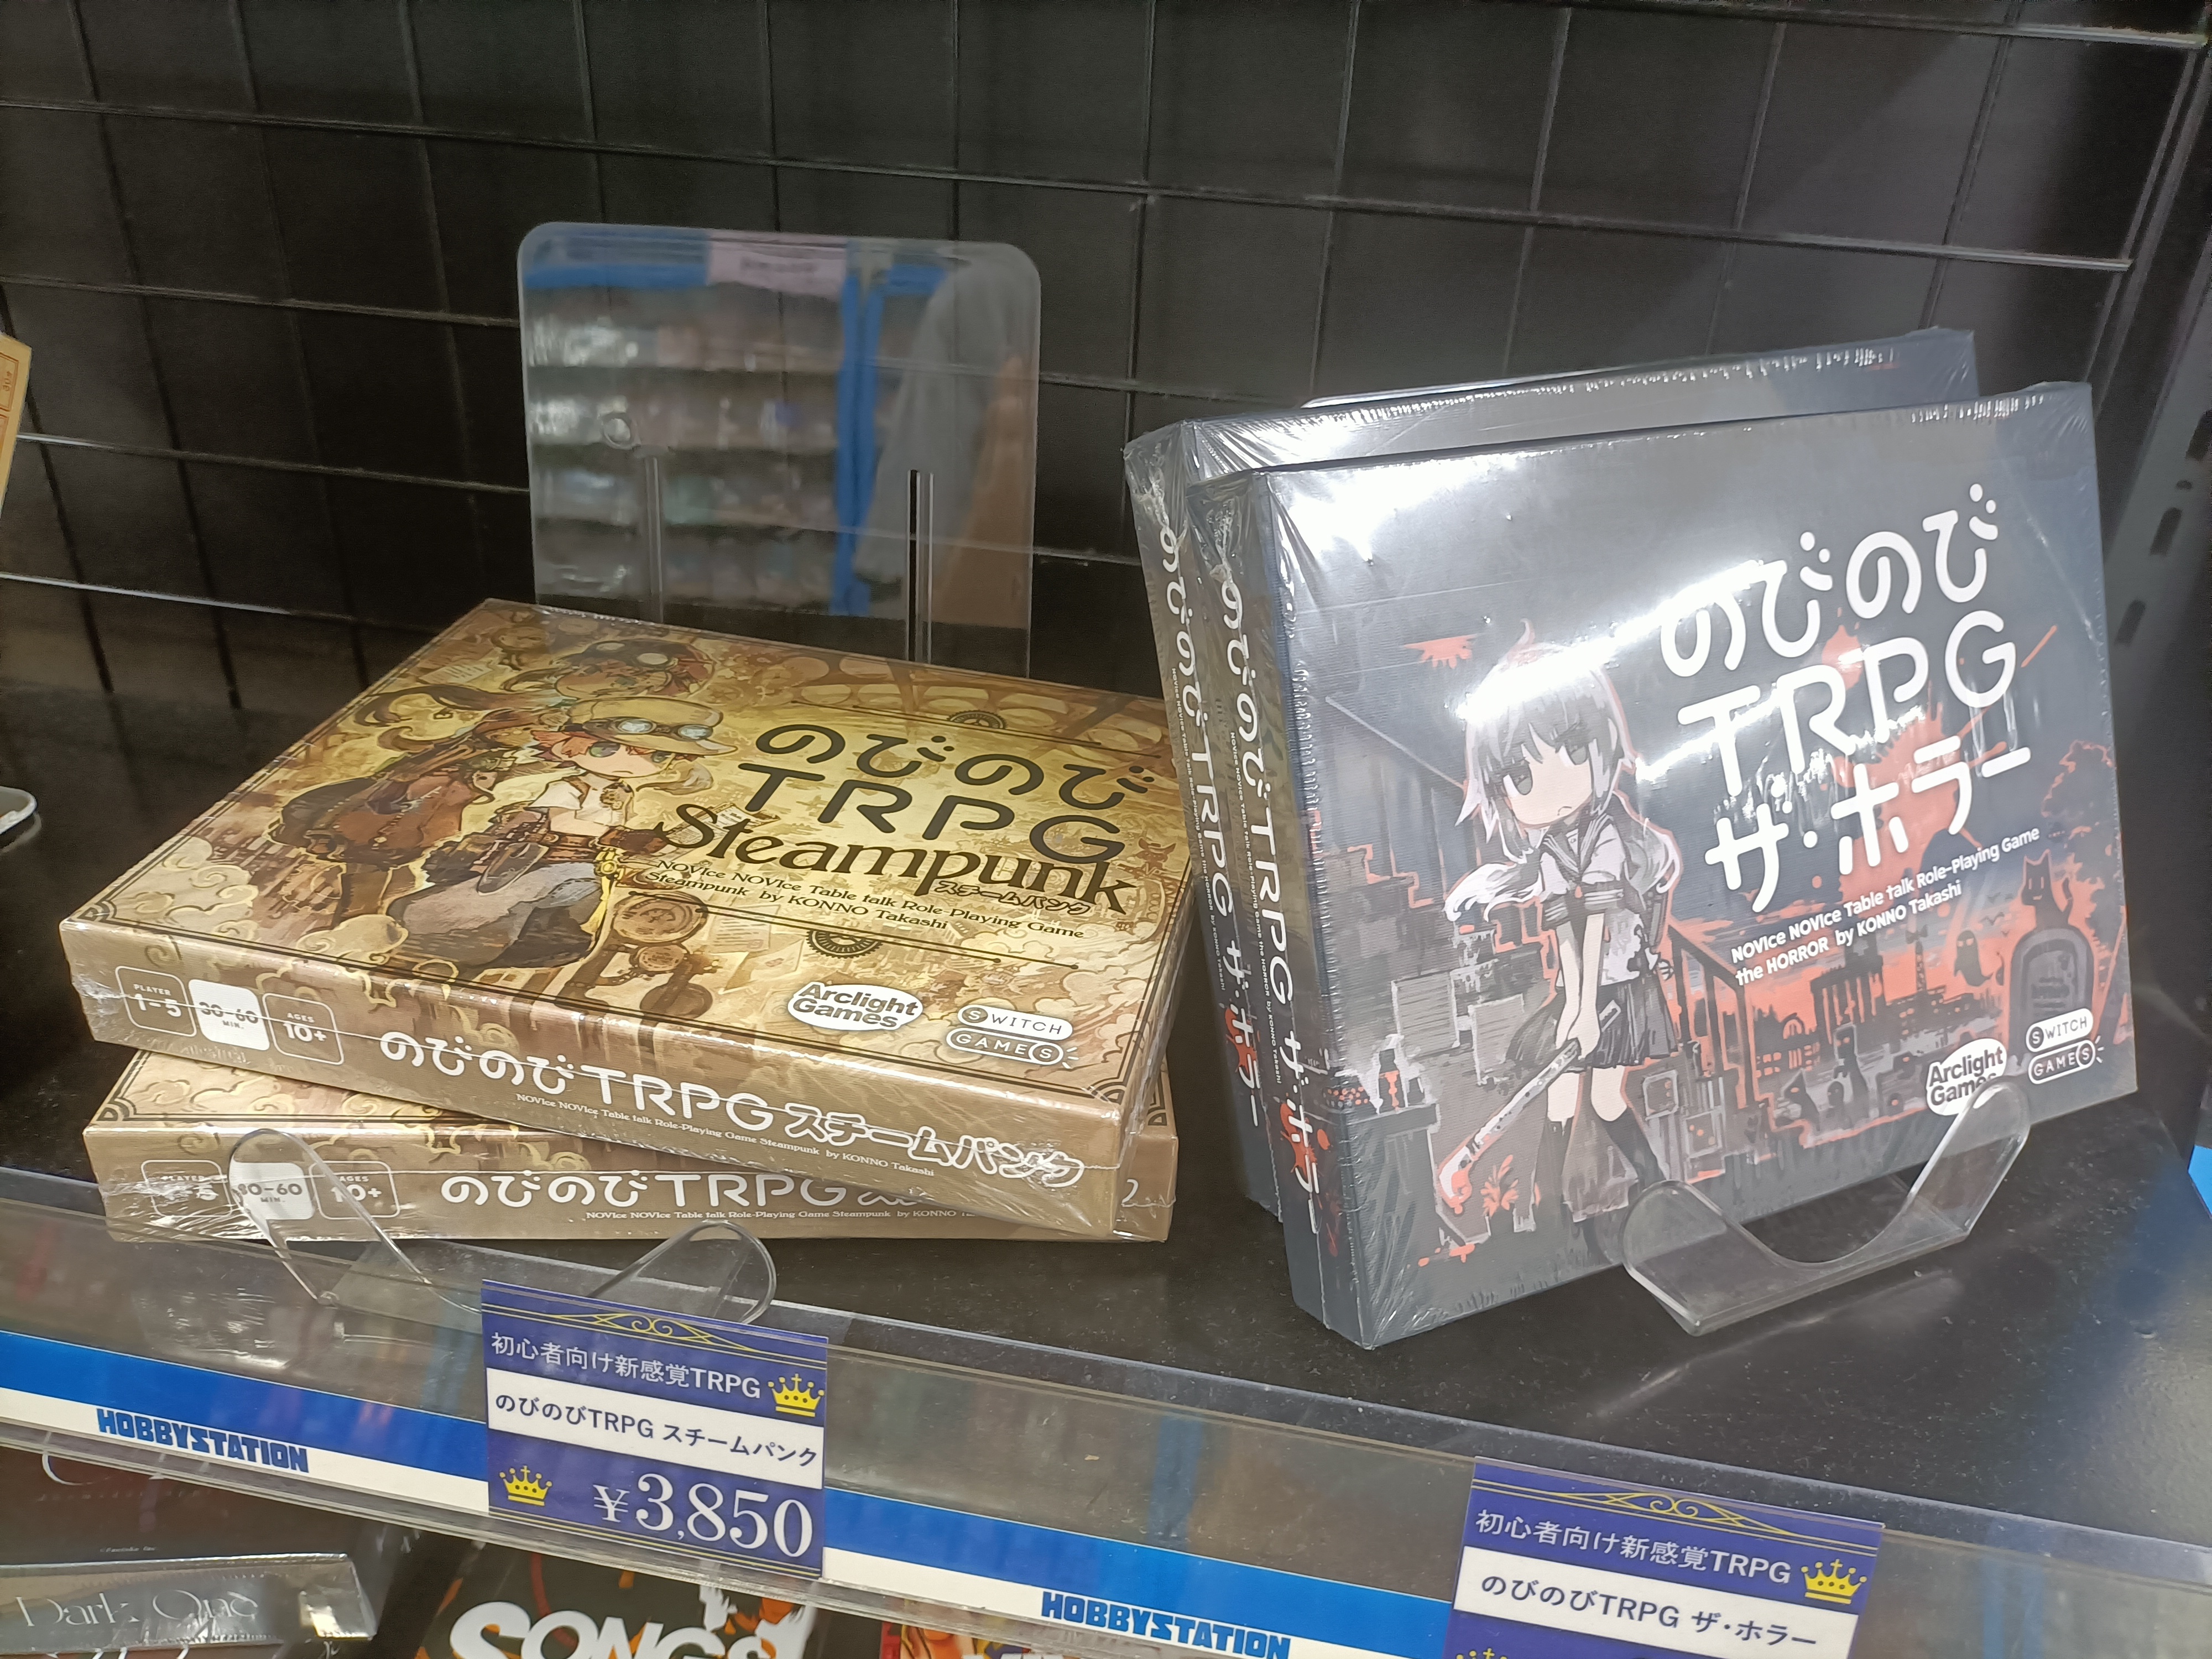 のびのび
TRPG
Steampunk
スチームパンク
NOVIce NOVIce Table talk Role-Playing Game
Steampunk by KONNO Takashi
Arclight
Games
SWITCH
GAMES
PLAYER
1-5
30-60
MIN.
AGES
10+
のびのびTRPG スチームパンク
NOVIce NOVIce Table talk Role-Playing Game Steampunk by KONNO Takashi
30-60
MIN.
のびのびTRPG
NOVIce NOVIce Table talk Role-Playing Game Steampunk by KONNO
のびのびTRPG ザ・ホラー
のびのびTRPG ザ・ホラー
のびのび
TRPG
ザ・ホラー
NOVIce NOVIce Table talk Role-Playing Game
the HORROR by KONNO Takashi
Arclight
Games
SWITCH
GAMES
初心者向け新感覚TRPG
のびのびTRPG スチームパンク
¥3,850
HOBBYSTATION
HOBBYSTATION
初心者向け新感覚TRPG
のびのびTRPG ザ・ホラー
Dark One
SONGS